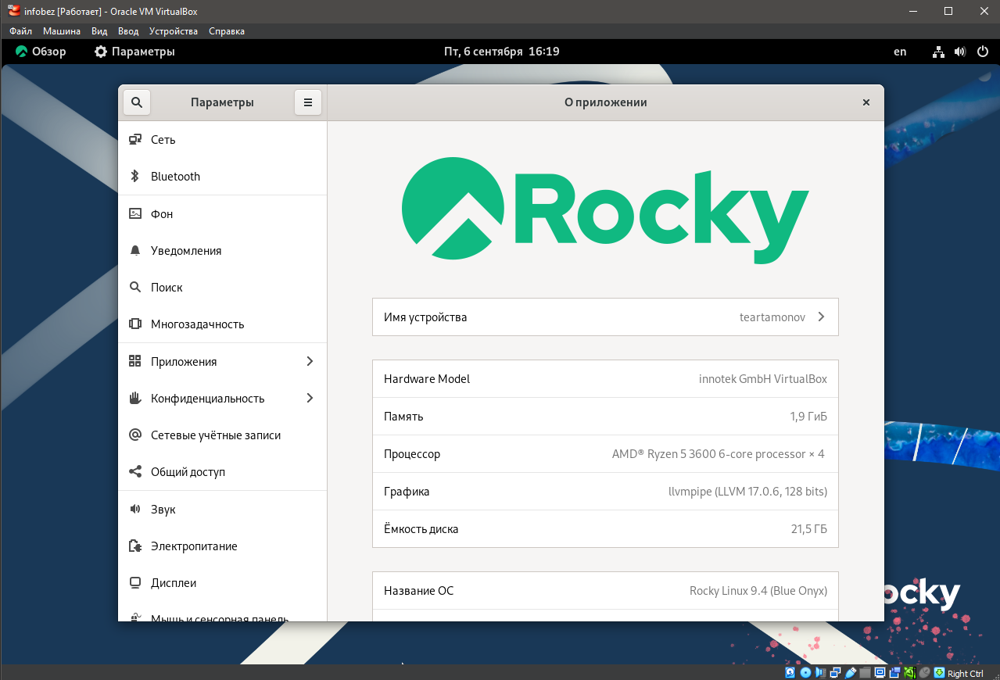 infobez [Работает] - Oracle VM VirtualBox
Файл Машина Вид Ввод Устройства Справка
Обзор Параметры Пт, 6 сентября 16:19 en
Параметры О приложении
Сеть
Bluetooth
Фон
Уведомления
Поиск
Многозадачность
Приложения
Конфиденциальность
Сетевые учётные записи
Общий доступ
Звук
Электропитание
Дисплеи
Мышь и сенсорная панель
Rocky
Имя устройства teartamonov
Hardware Model innotek GmbH VirtualBox
Память 1,9 ГиБ
Процессор AMD® Ryzen 5 3600 6-core processor × 4
Графика llvmpipe (LLVM 17.0.6, 128 bits)
Ёмкость диска 21,5 ГБ
Название ОС Rocky Linux 9.4 (Blue Onyx)
ocky
Right Ctrl